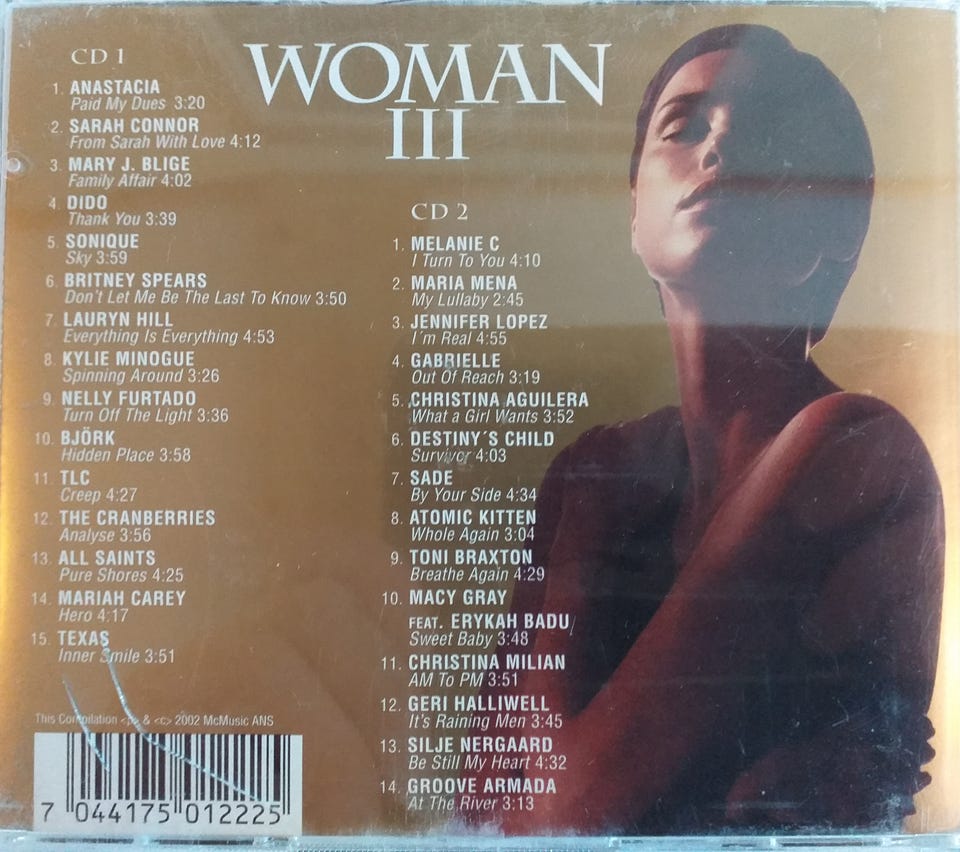 WOMAN
III
CD 1
1. ANASTACIA
Paid My Dues 3:20
2. SARAH CONNOR
From Sarah With Love 4:12
3. MARY J. BLIGE
Family Affair 4:02
4. DIDO
Thank You 3:39
5. SONIQUE
Sky 3:59
6. BRITNEY SPEARS
Don't Let Me Be The Last To Know 3:50
7. LAURYN HILL
Everything Is Everything 4:53
8. KYLIE MINOGUE
Spinning Around 3:26
9. NELLY FURTADO
Turn Off The Light 3:36
10. BJÖRK
Hidden Place 3:58
11. TLC
Creep 4:27
12. THE CRANBERRIES
Analyse 3:56
13. ALL SAINTS
Pure Shores 4:25
14. MARIAH CAREY
Hero 4:17
15. TEXAS
Inner Smile 3:51
This Compilation <p> & <c> 2002 McMusic ANS
7 044175 012225
CD 2
1. MELANIE C
I Turn To You 4:10
2. MARIA MENA
My Lullaby 2:45
3. JENNIFER LOPEZ
I´m Real 4:55
4. GABRIELLE
Out Of Reach 3:19
5. CHRISTINA AGUILERA
What a Girl Wants 3:52
6. DESTINY´S CHILD
Survivor 4:03
7. SADE
By Your Side 4:34
8. ATOMIC KITTEN
Whole Again 3:04
9. TONI BRAXTON
Breathe Again 4:29
10. MACY GRAY
FEAT. ERYKAH BADU
Sweet Baby 3:48
11. CHRISTINA MILIAN
AM To PM 3:51
12. GERI HALLIWELL
It's Raining Men 3:45
13. SILJE NERGAARD
Be Still My Heart 4:32
14. GROOVE ARMADA
At The River 3:13